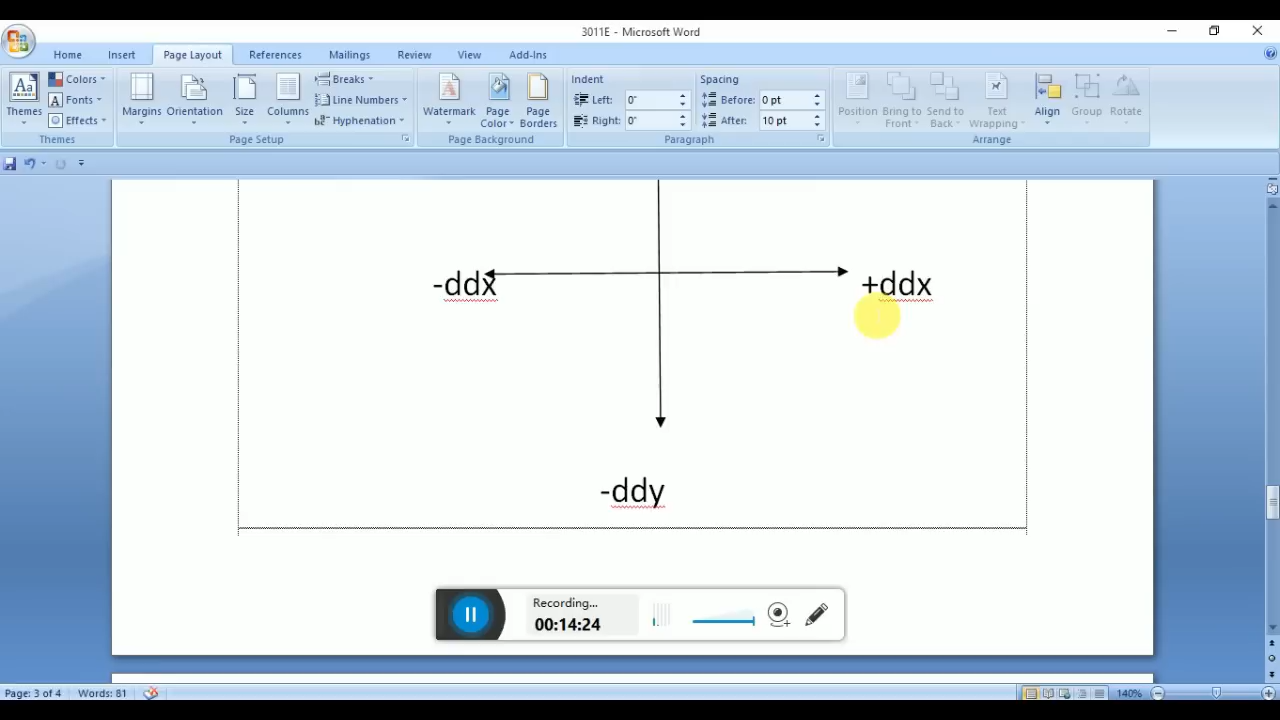 3011E - Microsoft Word
Home Insert Page Layout References Mailings Review View Add-Ins
Aa Themes Colors Fonts Effects Themes
Margins Orientation Size Columns Breaks Line Numbers Hyphenation Page Setup
Watermark Page Color Page Borders Page Background
Indent Left: 0" Right: 0" Spacing Before: 0 pt After: 10 pt Paragraph
Position Bring to Front Send to Back Text Wrapping Align Group Rotate Arrange
-ddx +ddx
-ddy
Recording...
00:14:24
Page: 3 of 4 Words: 81 140%